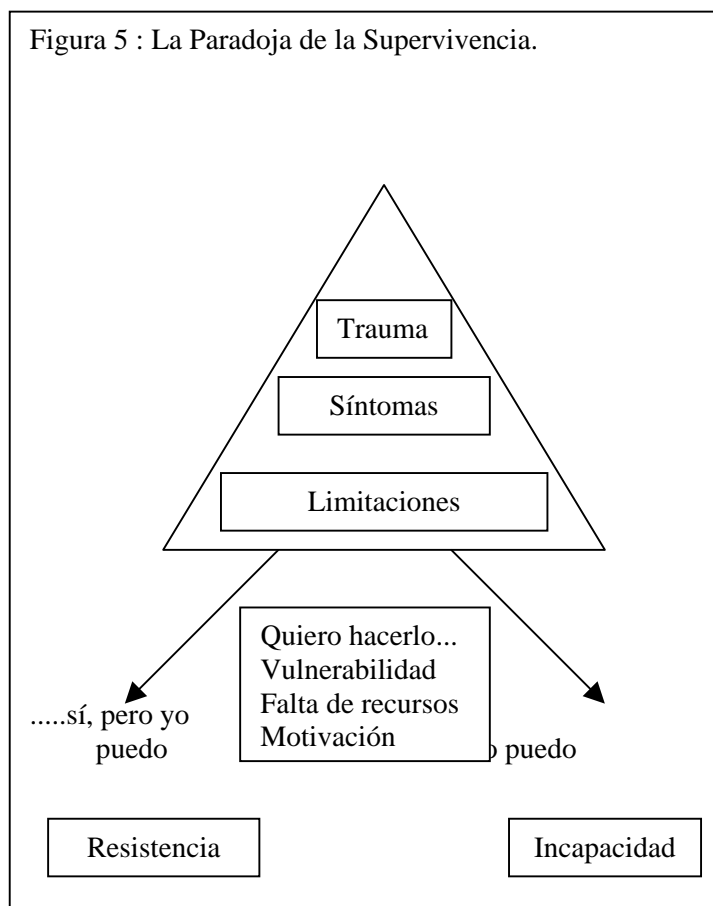 Figura 5 : La Paradoja de la Supervivencia.
Trauma
Síntomas
Limitaciones
Quiero hacerlo...
Vulnerabilidad
Falta de recursos
Motivación
.....sí, pero yo
puedo
puedo
Resistencia
Incapacidad